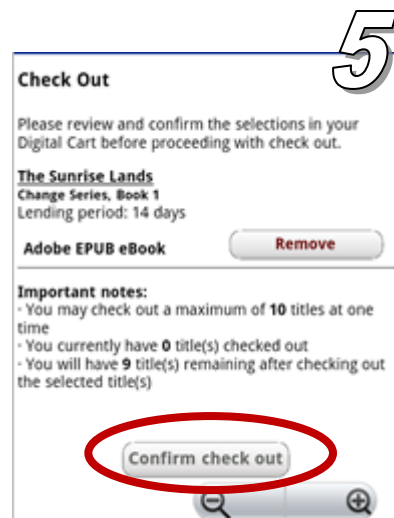 5
Check Out
Please review and confirm the selections in your
Digital Cart before proceeding with check out.
The Sunrise Lands
Change Series, Book 1
Lending period: 14 days
Adobe EPUB eBook
Remove
Important notes:
- You may check out a maximum of 10 titles at one
time
- You currently have 0 title(s) checked out
- You will have 9 title(s) remaining after checking out
the selected title(s)
Confirm check out